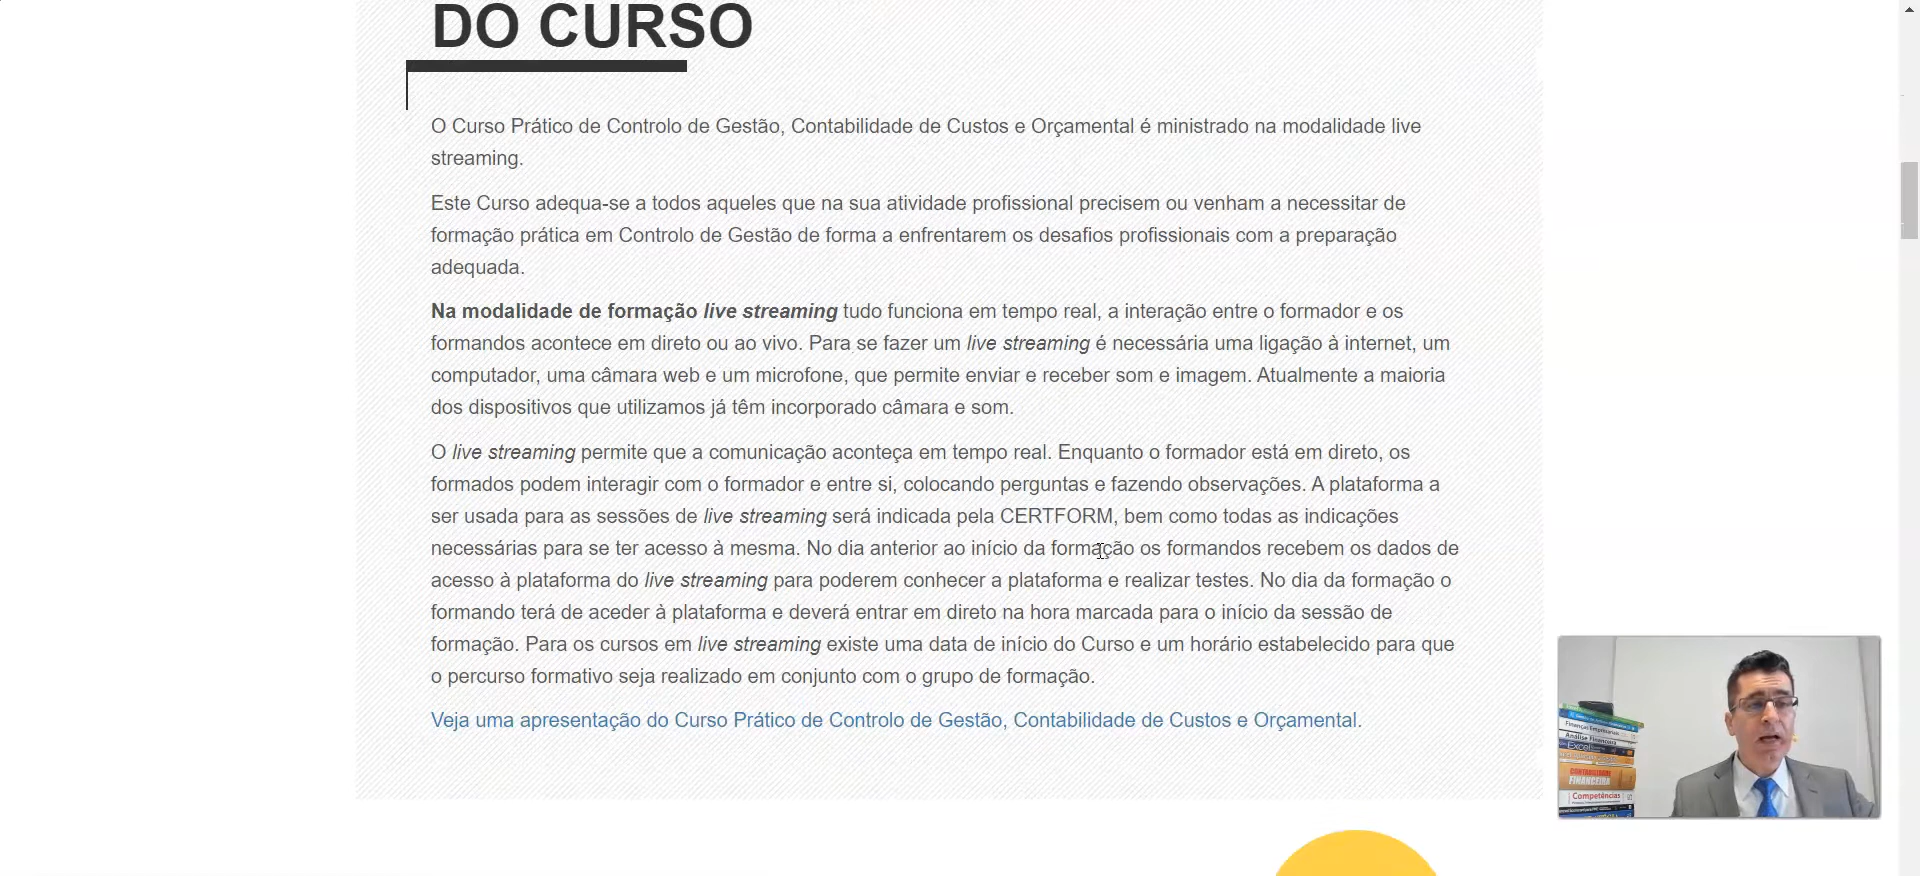 DO CURSO
O Curso Prático de Controlo de Gestão, Contabilidade de Custos e Orçamental é ministrado na modalidade live
streaming.
Este Curso adequa-se a todos aqueles que na sua atividade profissional precisem ou venham a necessitar de
formação prática em Controlo de Gestão de forma a enfrentarem os desafios profissionais com a preparação
adequada.
Na modalidade de formação live streaming tudo funciona em tempo real, a interação entre o formador e os
formandos acontece em direto ou ao vivo. Para se fazer um live streaming é necessária uma ligação à internet, um
computador, uma câmara web e um microfone, que permite enviar e receber som e imagem. Atualmente a maioria
dos dispositivos que utilizamos já têm incorporado câmara e som.
O live streaming permite que a comunicação aconteça em tempo real. Enquanto o formador está em direto, os
formados podem interagir com o formador e entre si, colocando perguntas e fazendo observações. A plataforma a
ser usada para as sessões de live streaming será indicada pela CERTFORM, bem como todas as indicações
necessárias para se ter acesso à mesma. No dia anterior ao início da formação os formandos recebem os dados de
acesso à plataforma do live streaming para poderem conhecer a plataforma e realizar testes. No dia da formação o
formando terá de aceder à plataforma e deverá entrar em direto na hora marcada para o início da sessão de
formação. Para os cursos em live streaming existe uma data de início do Curso e um horário estabelecido para que
o percurso formativo seja realizado em conjunto com o grupo de formação.
Veja uma apresentação do Curso Prático de Controlo de Gestão, Contabilidade de Custos e Orçamental.
Finanças Empresariais
Análise Financeira
Excel
CONTABILIDADE
FINANCEIRA
Competências